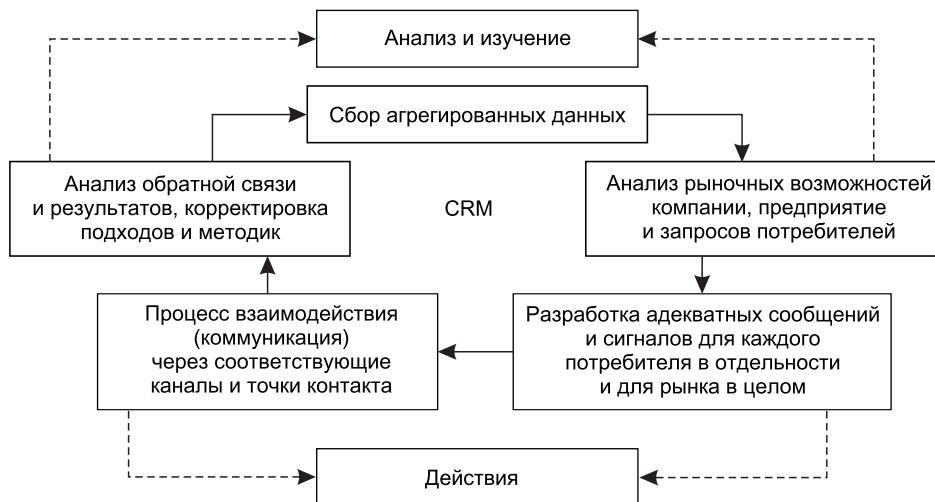 Анализ и изучение
Сбор агрегированных данных
Анализ обратной связи
и результатов, корректировка
подходов и методик
CRM
Анализ рыночных возможностей
компании, предприятие
и запросов потребителей
Процесс взаимодействия
(коммуникация)
через соответствующие
каналы и точки контакта
Разработка адекватных сообщений
и сигналов для каждого
потребителя в отдельности
и для рынка в целом
Действия